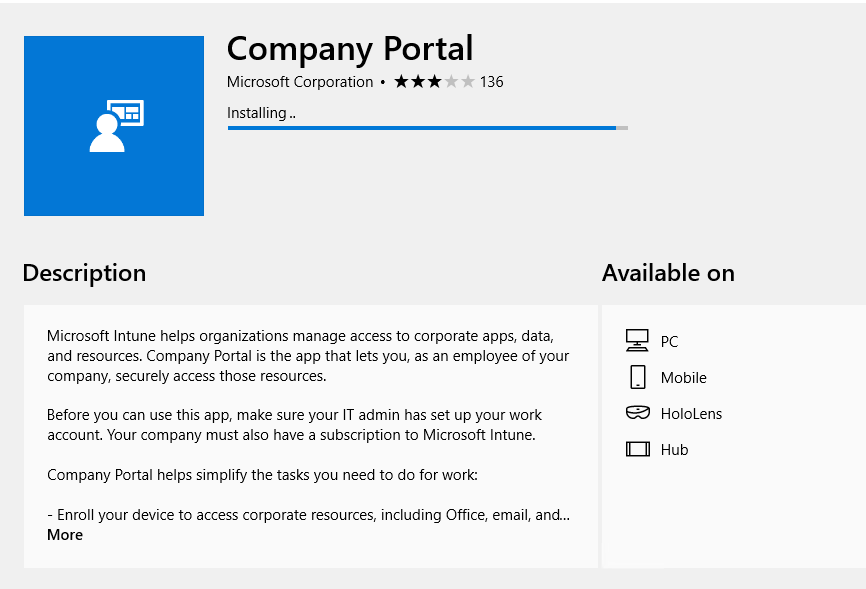 Company Portal
Microsoft Corporation • ★★★★★ 136
Installing..
Description
Microsoft Intune helps organizations manage access to corporate apps, data,
and resources. Company Portal is the app that lets you, as an employee of your
company, securely access those resources.
Before you can use this app, make sure your IT admin has set up your work
account. Your company must also have a subscription to Microsoft Intune.
Company Portal helps simplify the tasks you need to do for work:
- Enroll your device to access corporate resources, including Office, email, and...
More
Available on
PC
Mobile
HoloLens
Hub